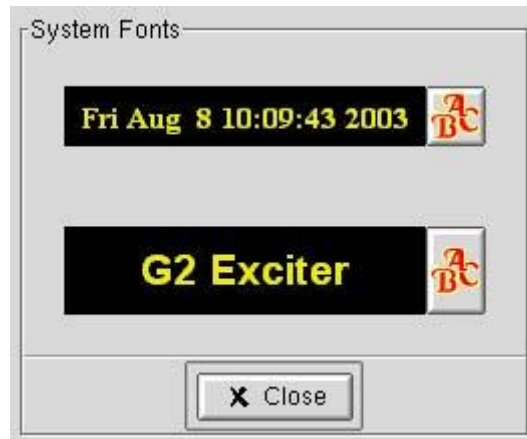 System Fonts
Fri Aug  8 10:09:43 2003 ABC
G2 Exciter ABC
X Close